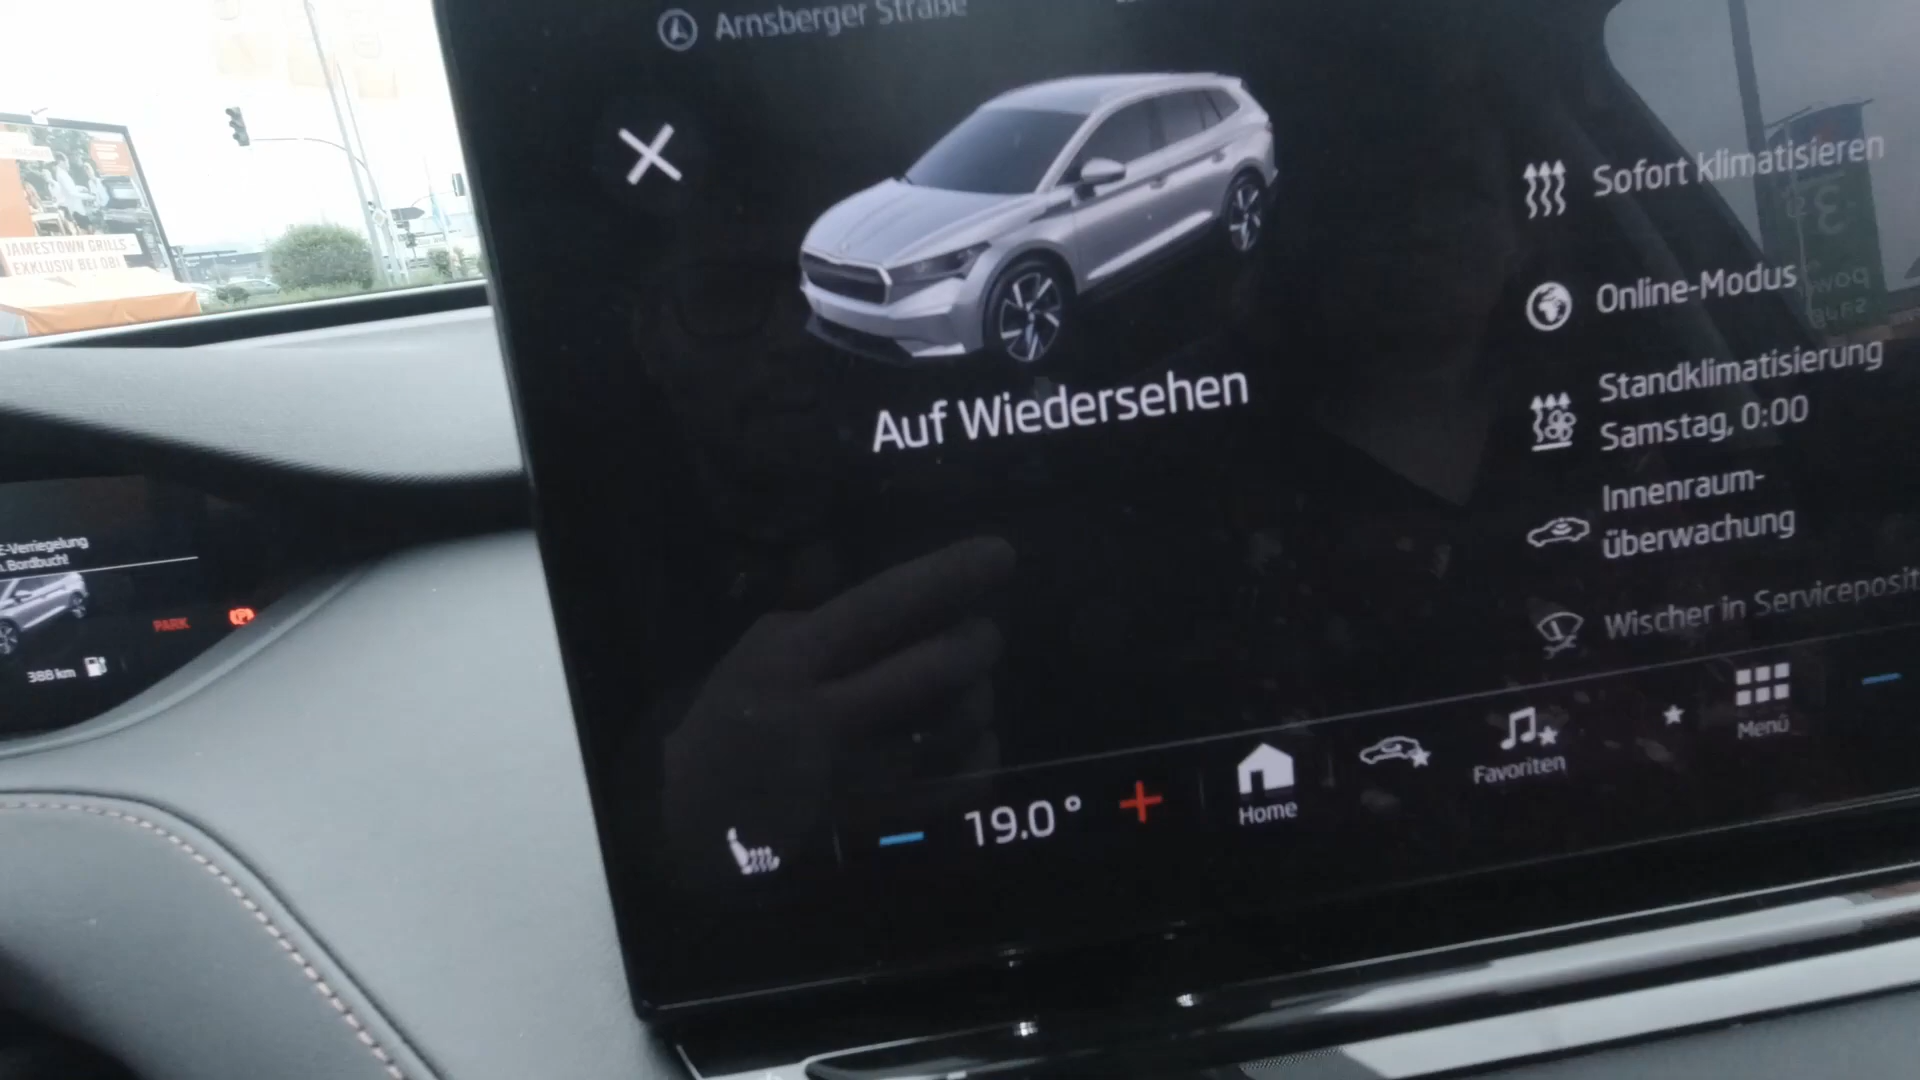 Arnsberger Straße
Auf Wiedersehen
Sofort klimatisieren
Online-Modus
Standklimatisierung
Samstag, 0:00
Innenraum-
überwachung
Wischer in Serviceposit
19.0°
Home
Favoriten
Menü
JAMESTOWN GRILLS -
EXKLUSIV BEI OBI
E-Verriegelung
Bordbuch!
PARK
388 km